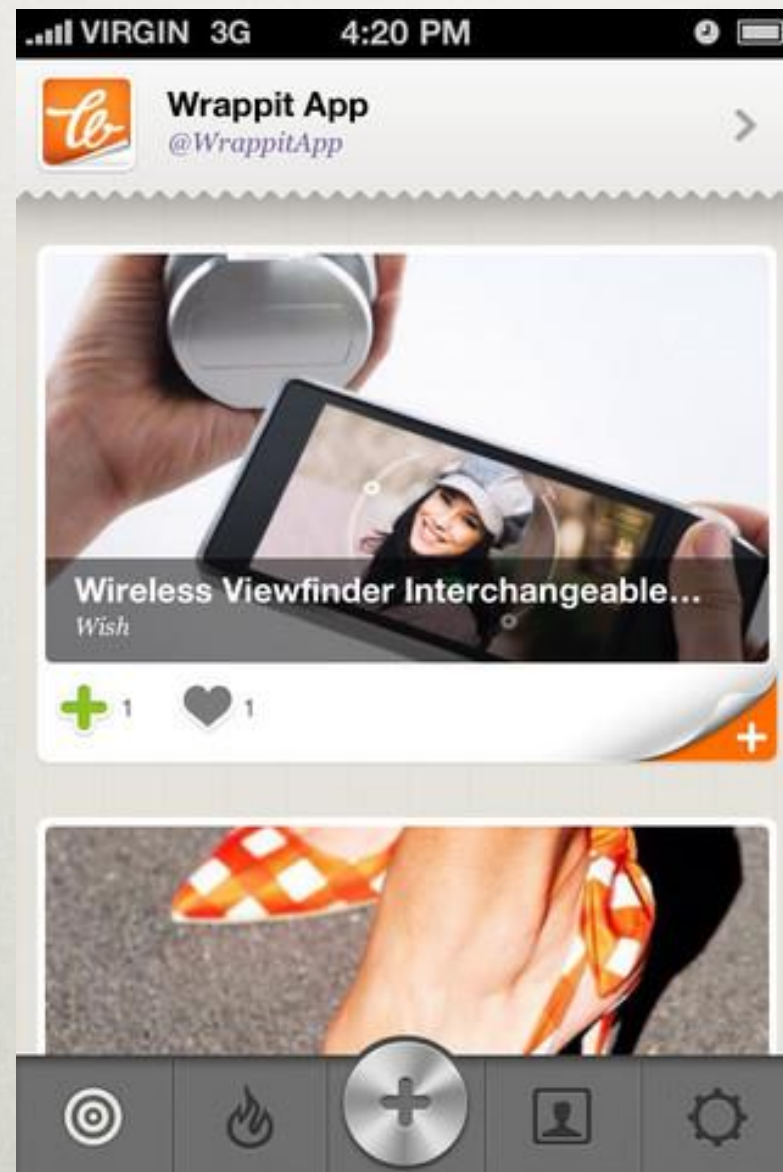 VIRGIN 3G 4:20 PM
Wrappit App
@WrappitApp
Wireless Viewfinder Interchangeable...
Wish
1 1